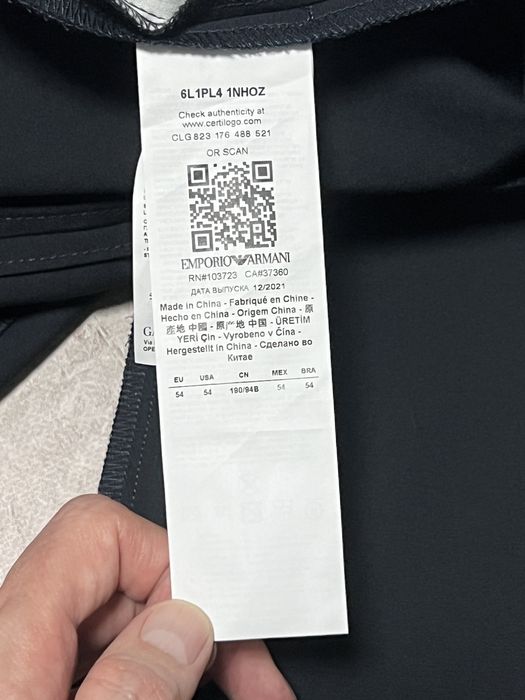 6L1PL4 1NHOZ
Check authenticity at
www.certilogo.com
CLG 823 176 488 521
OR SCAN
EMPORIO ARMANI
RN#103723 CA#37360
ДАТА ВЫПУСКА 12/2021
Made in China - Fabriqué en Chine -
Hecho en China - Origem China - 原
產地 中國 - 原产地 中国 - ÜRETİM
YERİ Çin - Vyrobeno v Čína -
Hergestellt in China - Сделано во
Китае
EU USA CN MEX BRA
54 54 190/94B 54 54